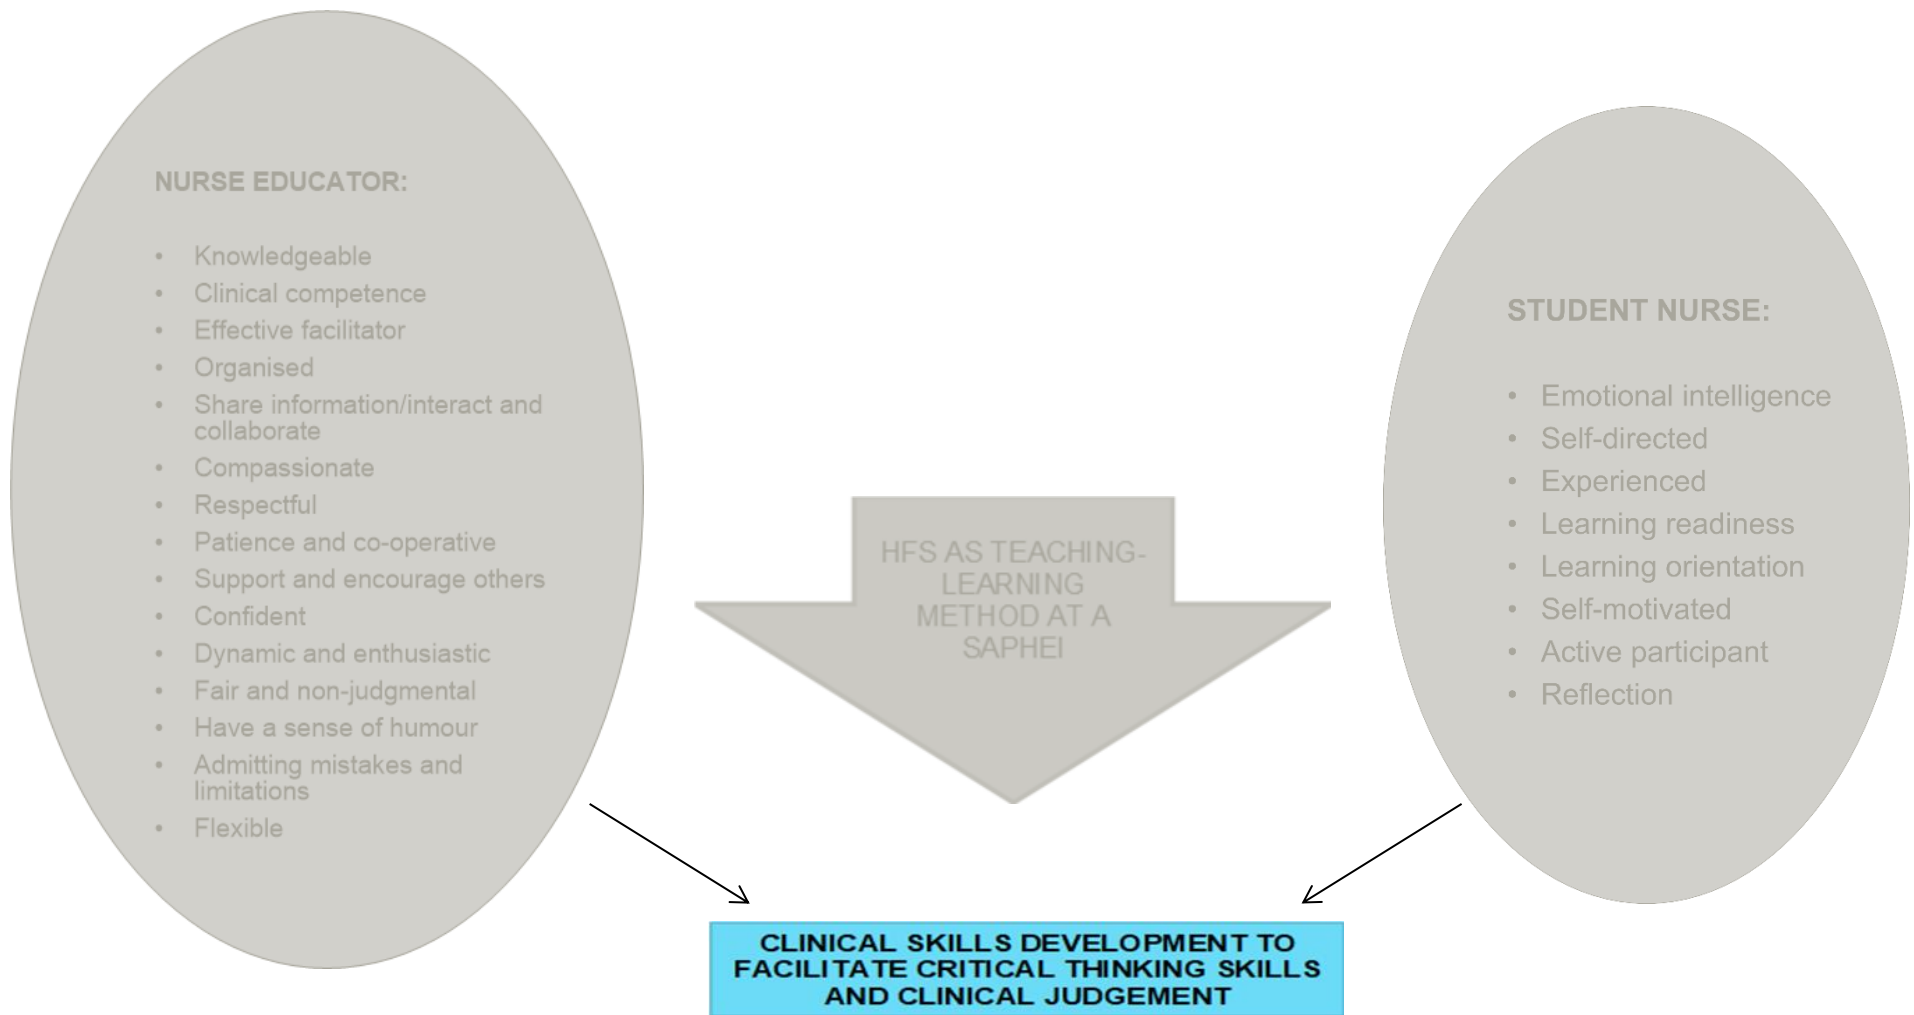 NURSE EDUCATOR:
• Knowledgeable
• Clinical competence
• Effective facilitator
• Organised
• Share information/interact and
collaborate
• Compassionate
• Respectful
• Patience and co-operative
• Support and encourage others
• Confident
• Dynamic and enthusiastic
• Fair and non-judgmental
• Have a sense of humour
• Admitting mistakes and
limitations
• Flexible
HFS AS TEACHING-
LEARNING
METHOD AT A
SAPHEI
STUDENT NURSE:
• Emotional intelligence
• Self-directed
• Experienced
• Learning readiness
• Learning orientation
• Self-motivated
• Active participant
• Reflection
CLINICAL SKILLS DEVELOPMENT TO
FACILITATE CRITICAL THINKING SKILLS
AND CLINICAL JUDGEMENT